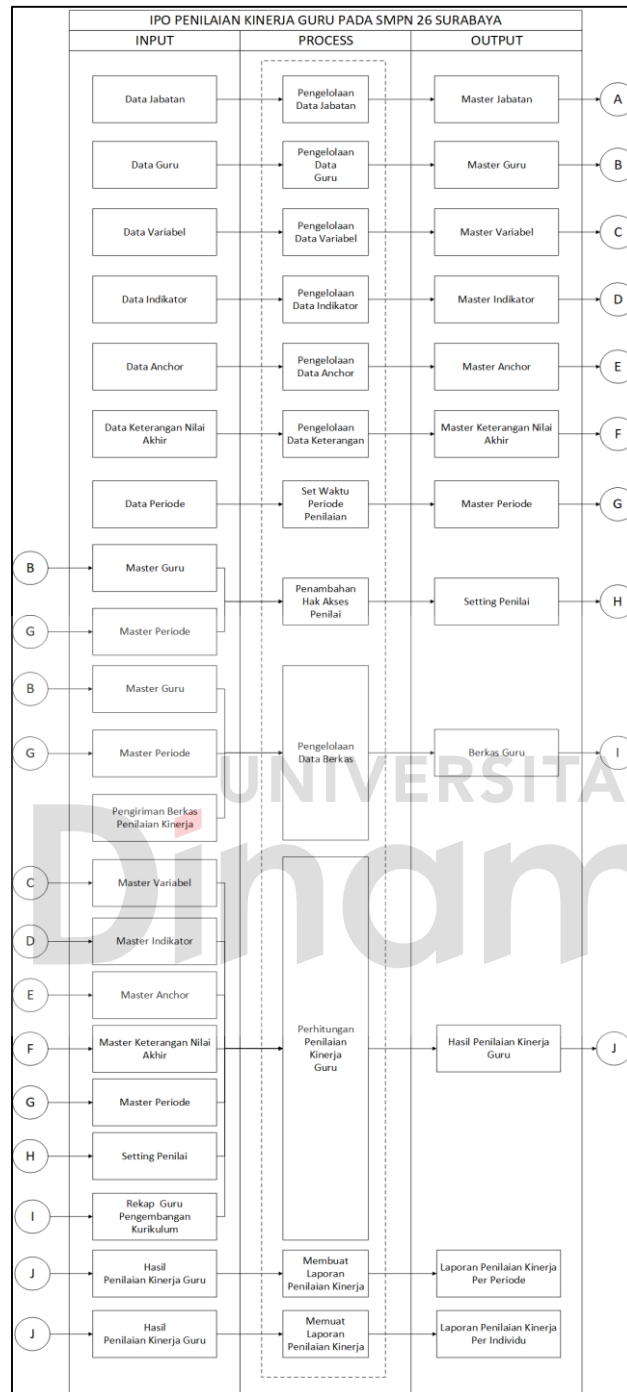 IPO PENILAIAN KINERJA GURU PADA SMPN 26 SURABAYA
INPUT
PROCESS
OUTPUT
Data Jabatan
Pengelolaan
Data Jabatan
Master Jabatan
A
Data Guru
Pengelolaan
Data
Guru
Master Guru
B
Data Variabel
Pengelolaan
Data Variabel
Master Variabel
C
Data Indikator
Pengelolaan
Data Indikator
Master Indikator
D
Data Anchor
Pengelolaan
Data Anchor
Master Anchor
E
Data Keterangan Nilai
Akhir
Pengelolaan
Data Keterangan
Master Keterangan Nilai
Akhir
F
Data Periode
Set Waktu
Periode
Penilaian
Master Periode
G
B
Master Guru
G
Master Periode
Penambahan
Hak Akses
Penilai
Setting Penilai
H
B
Master Guru
G
Master Periode
Pengiriman Berkas
Penilaian Kinerja
Pengelolaan
Data Berkas
Berkas Guru
I
UNIVERSITA
Dinam
C
Master Variabel
D
Master Indikator
E
Master Anchor
F
Master Keterangan Nilai
Akhir
G
Master Periode
H
Setting Penilai
I
Rekap Guru
Pengembangan
Kurikulum
Perhitungan
Penilaian
Kinerja
Guru
Hasil Penilaian Kinerja
Guru
J
J
Hasil
Penilaian Kinerja Guru
Membuat
Laporan
Penilaian Kinerja
Laporan Penilaian Kinerja
Per Periode
J
Hasil
Penilaian Kinerja Guru
Memuat
Laporan
Penilaian Kinerja
Laporan Penilaian Kinerja
Per Individu